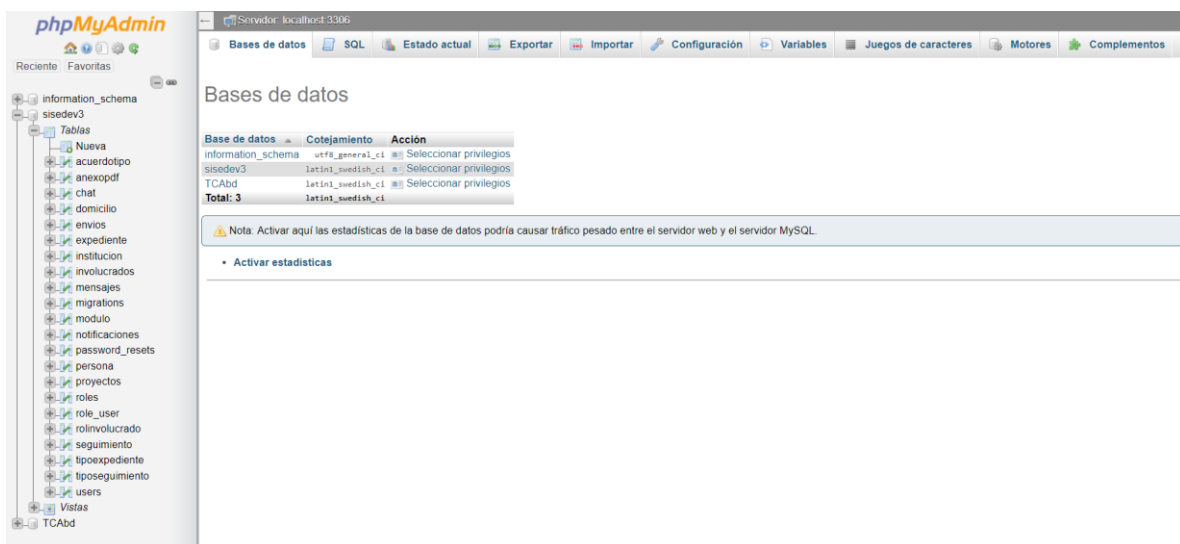 phpMyAdmin
Reciente Favoritas
information_schema
sisedev3
Tablas
Nueva
acuerdotipo
anexopdf
chat
domicilio
envios
expediente
institucion
involucrados
mensajes
migrations
modulo
notificaciones
password_resets
persona
proyectos
roles
role_user
rolinvolucrado
seguimiento
tipoexpediente
tiposeguimiento
users
Vistas
TCAbd
Servidor: localhost:3306
Bases de datos SQL Estado actual Exportar Importar Configuración Variables Juegos de caracteres Motores Complementos
Bases de datos
Base de datos Cotejamiento Acción
information_schema utf8_general_ci Seleccionar privilegios
sisedev3 latin1_swedish_ci Seleccionar privilegios
TCAbd latin1_swedish_ci Seleccionar privilegios
Total: 3 latin1_swedish_ci
Nota: Activar aquí las estadísticas de la base de datos podría causar tráfico pesado entre el servidor web y el servidor MySQL.
• Activar estadísticas